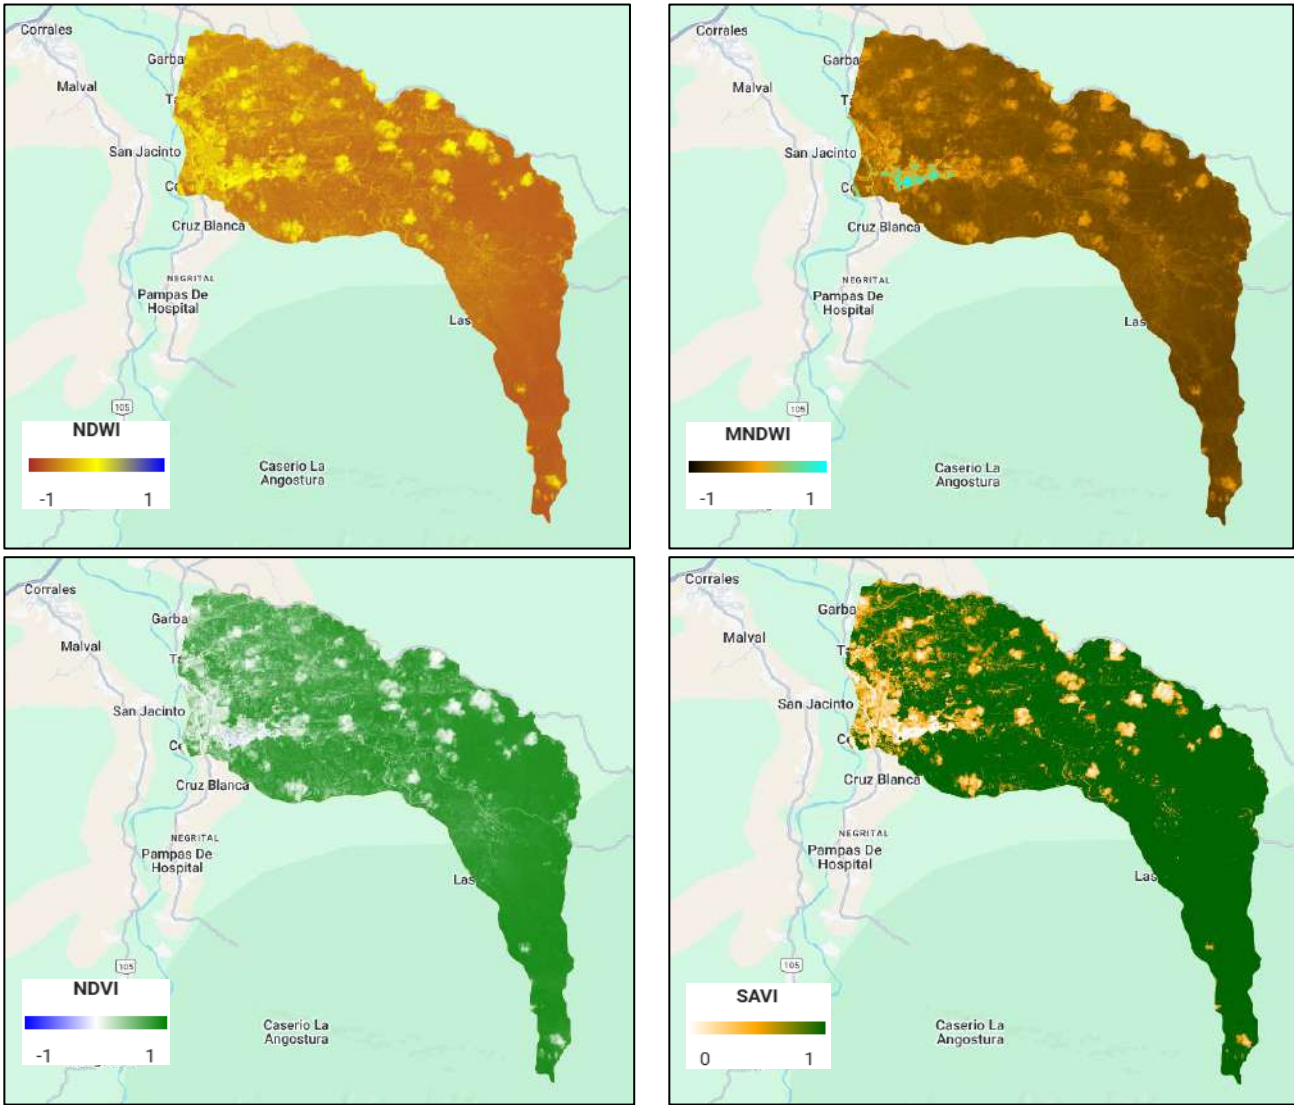 Corrales
Garba
Malval
San Jacinto
Cruz Blanca
NEGRITAL
Pampas De
Hospital
Las
105
NDWI
-1 1
Caserio La
Angostura
Corrales
Garba
Malval
San Jacinto
Cruz Blanca
NEGRITAL
Pampas De
Hospital
Las
105
MNDWI
-1 1
Caserio La
Angostura
Corrales
Garba
Malval
San Jacinto
Cruz Blanca
NEGRITAL
Pampas De
Hospital
Las
105
NDVI
-1 1
Caserio La
Angostura
Corrales
Garba
Malval
San Jacinto
Cruz Blanca
NEGRITAL
Pampas De
Hospital
Las
105
SAVI
0 1
Caserio La
Angostura